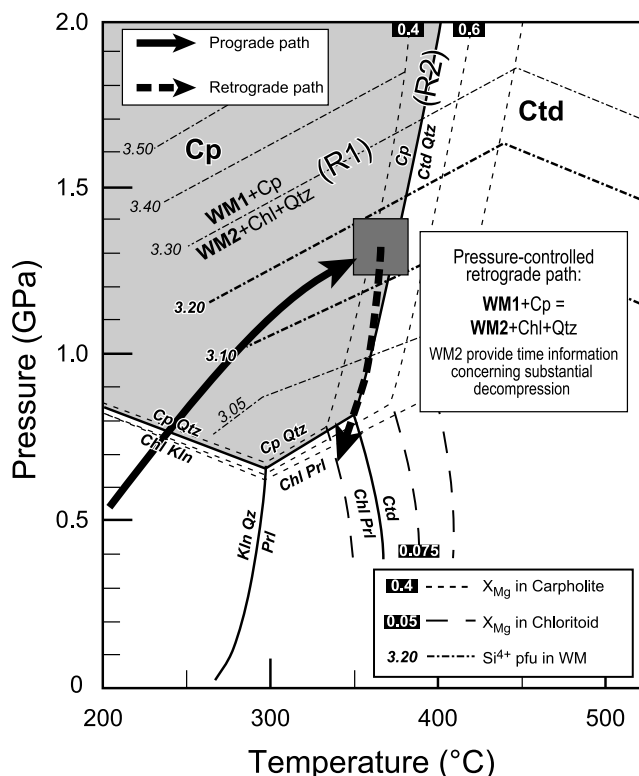 2.0
1.5
1.0
0.5
0
Pressure (GPa)
200
300
400
500
Temperature (°C)
Prograde path
Retrograde path
0.4
0.6
(R2)
Cp
Ctd
Cp
Ctd Qtz
3.50
3.40
3.30
3.20
3.10
3.05
(R1)
WM1+Cp
WM2+Chl+Qtz
Pressure-controlled
retrograde path:
WM1+Cp =
WM2+Chl+Qtz
WM2 provide time information
concerning substantial
decompression
Cp Qtz
Chl Kln
Cp Qtz
Chl Prl
Kln Qz
Prl
Chl Prl
Ctd
0.075
0.4
X_Mg in Carpholite
0.05
X_Mg in Chloritoid
3.20
Si⁴⁺ pfu in WM